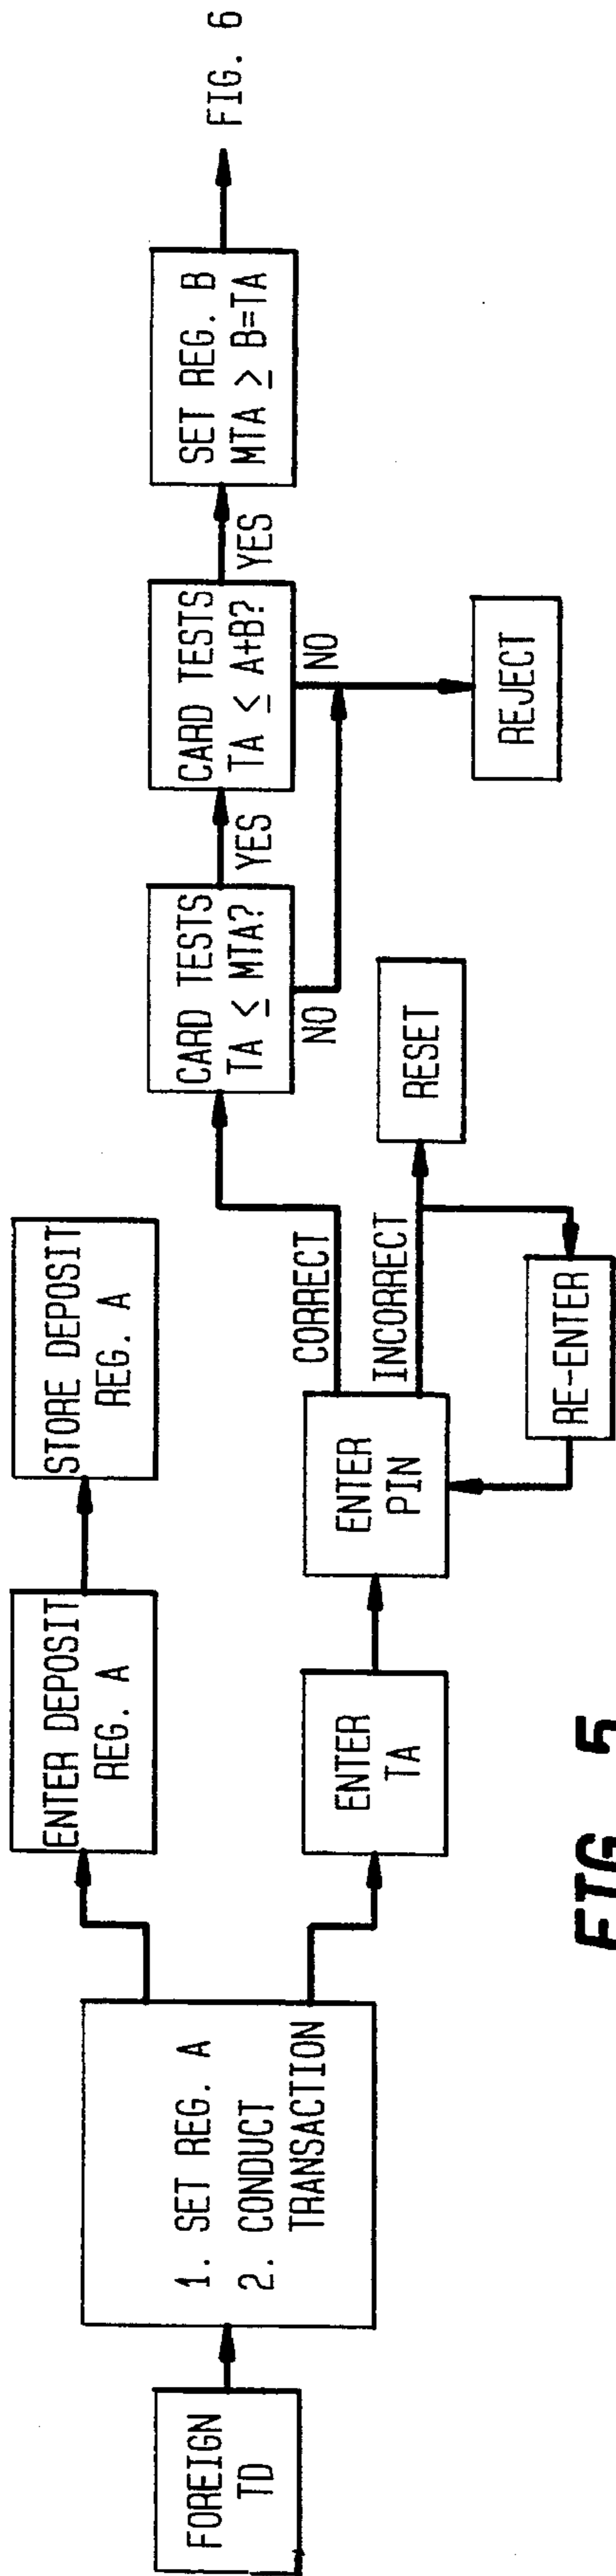 FOREIGN
TD
1. SET REG. A
2. CONDUCT
TRANSACTION
ENTER DEPOSIT
REG. A
STORE DEPOSIT
REG. A
ENTER
TA
ENTER
PIN
CORRECT
INCORRECT
RE-ENTER
RESET
CARD TESTS
TA ≤ MTA?
YES
NO
CARD TESTS
TA ≤ A+B?
YES
NO
REJECT
SET REG. B
MTA ≥ B=TA
FIG. 6
FIG. 5